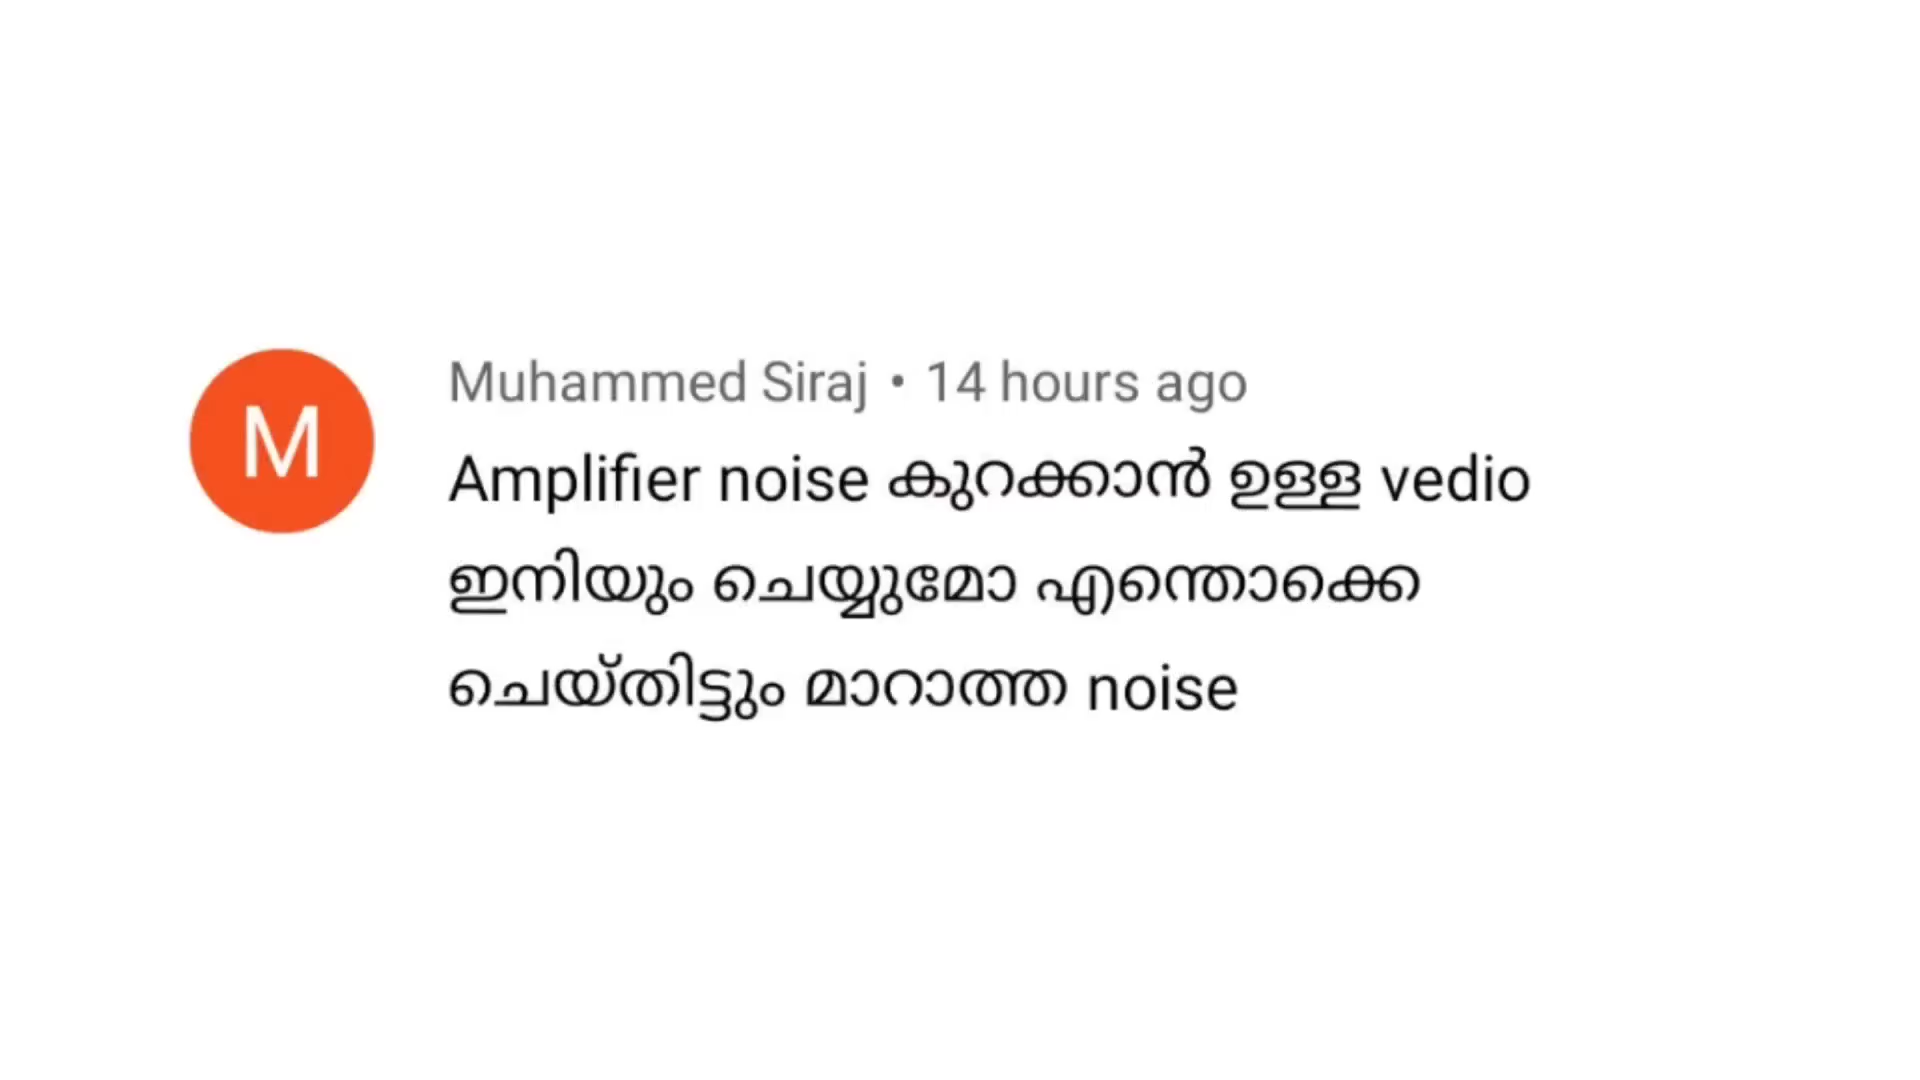 M
Muhammed Siraj • 14 hours ago
Amplifier noise കുറക്കാൻ ഉള്ള vedio
ഇനിയും ചെയ്യുമോ എന്തൊക്കെ
ചെയ്തിട്ടും മാറാത്ത noise